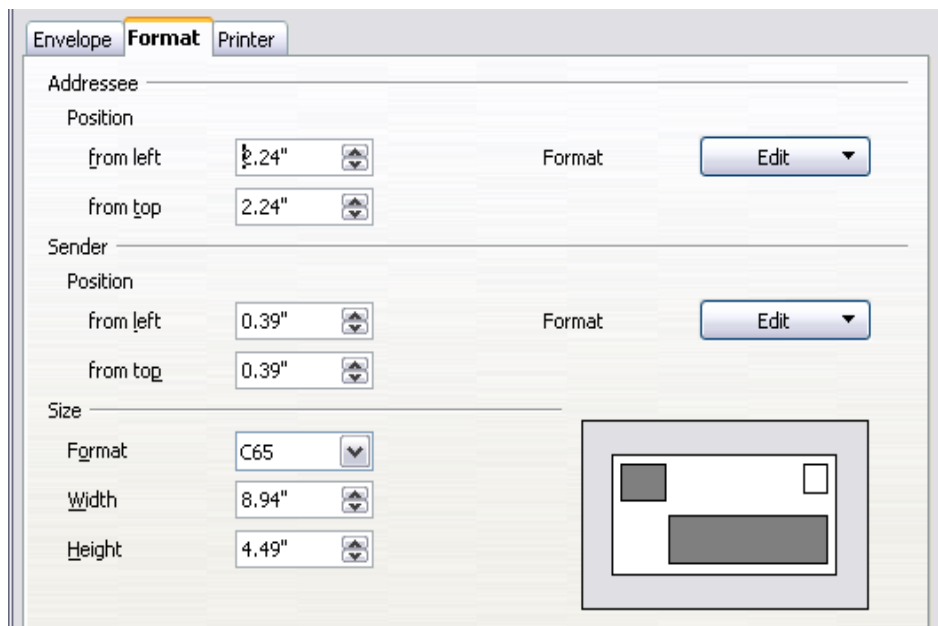 Envelope Format Printer
Addressee
Position
from left 2.24" Format Edit
from top 2.24"
Sender
Position
from left 0.39" Format Edit
from top 0.39"
Size
Format C65
Width 8.94"
Height 4.49"